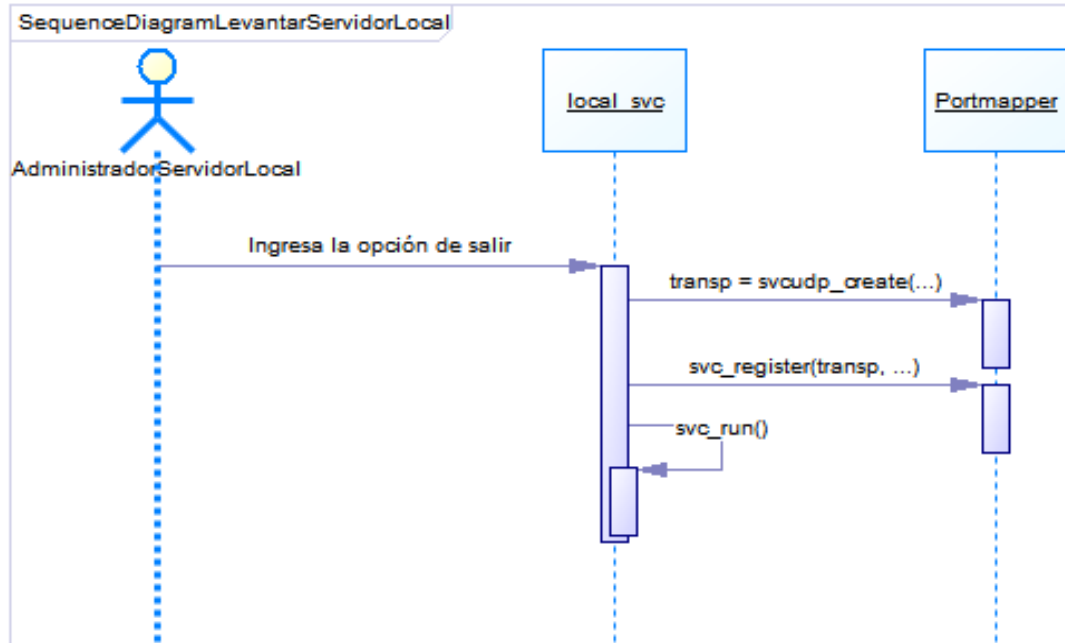 SequenceDiagramLevantarServidorLocal
local_svc
Portmapper
AdministradorServidorLocal
Ingresa la opción de salir
transp = svcudp_create(...)
svc_register(transp, ...)
svc_run()